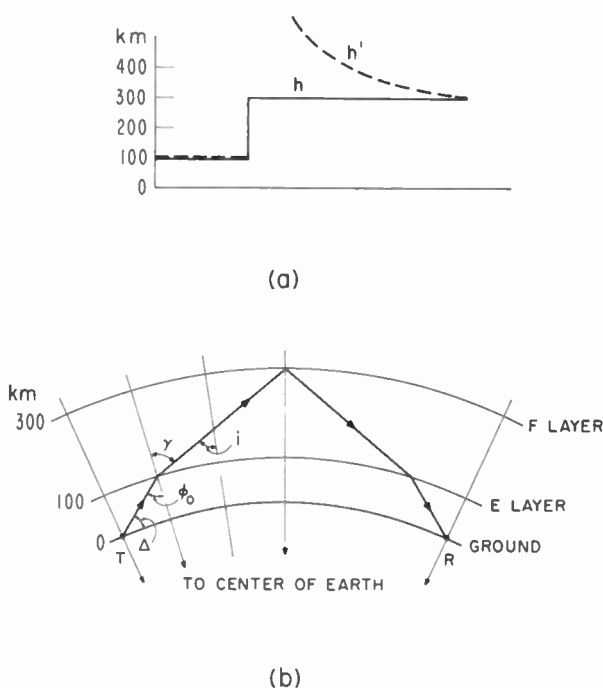 km
400
300
200
100
0
h
h'
(a)
km
300
100
0
T
Δ
ϕ₀
γ
i
F LAYER
E LAYER
GROUND
R
TO CENTER OF EARTH
(b)